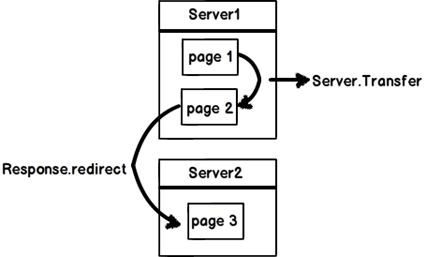 Server1
page 1
Server.Transfer
page 2
Response.redirect
Server2
page 3